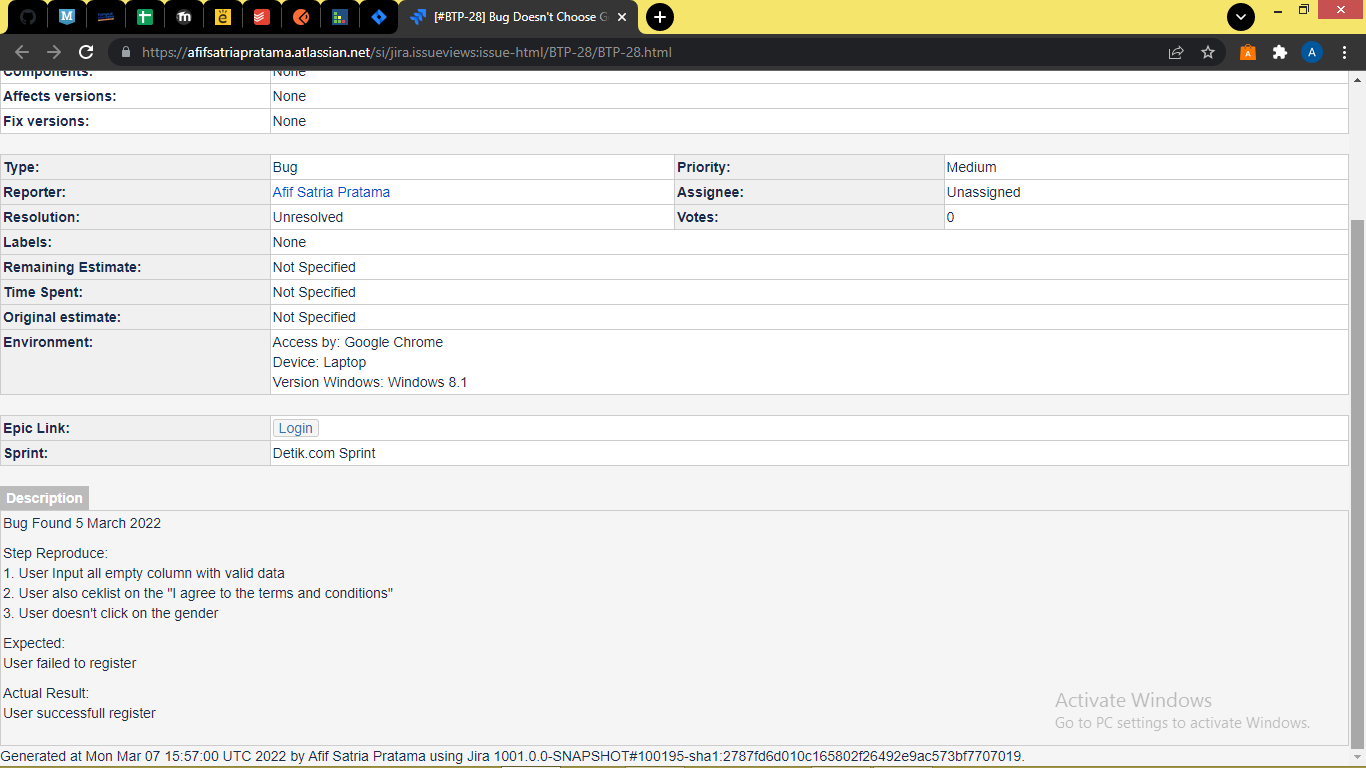 [#BTP-28] Bug Doesn't Choose G
https://afifsatriapratama.atlassian.net/si/jira.issueviews:issue-html/BTP-28/BTP-28.html
A
Components: None
Affects versions: None
Fix versions: None
Type: Bug Priority: Medium
Reporter: Afif Satria Pratama Assignee: Unassigned
Resolution: Unresolved Votes: 0
Labels: None
Remaining Estimate: Not Specified
Time Spent: Not Specified
Original estimate: Not Specified
Environment: Access by: Google Chrome
Device: Laptop
Version Windows: Windows 8.1
Epic Link: Login
Sprint: Detik.com Sprint
Description
Bug Found 5 March 2022
Step Reproduce:
1. User Input all empty column with valid data
2. User also ceklist on the "I agree to the terms and conditions"
3. User doesn't click on the gender
Expected:
User failed to register
Actual Result:
User successfull register
Activate Windows
Go to PC settings to activate Windows.
Generated at Mon Mar 07 15:57:00 UTC 2022 by Afif Satria Pratama using Jira 1001.0.0-SNAPSHOT#100195-sha1:2787fd6d010c165802f26492e9ac573bf7707019.